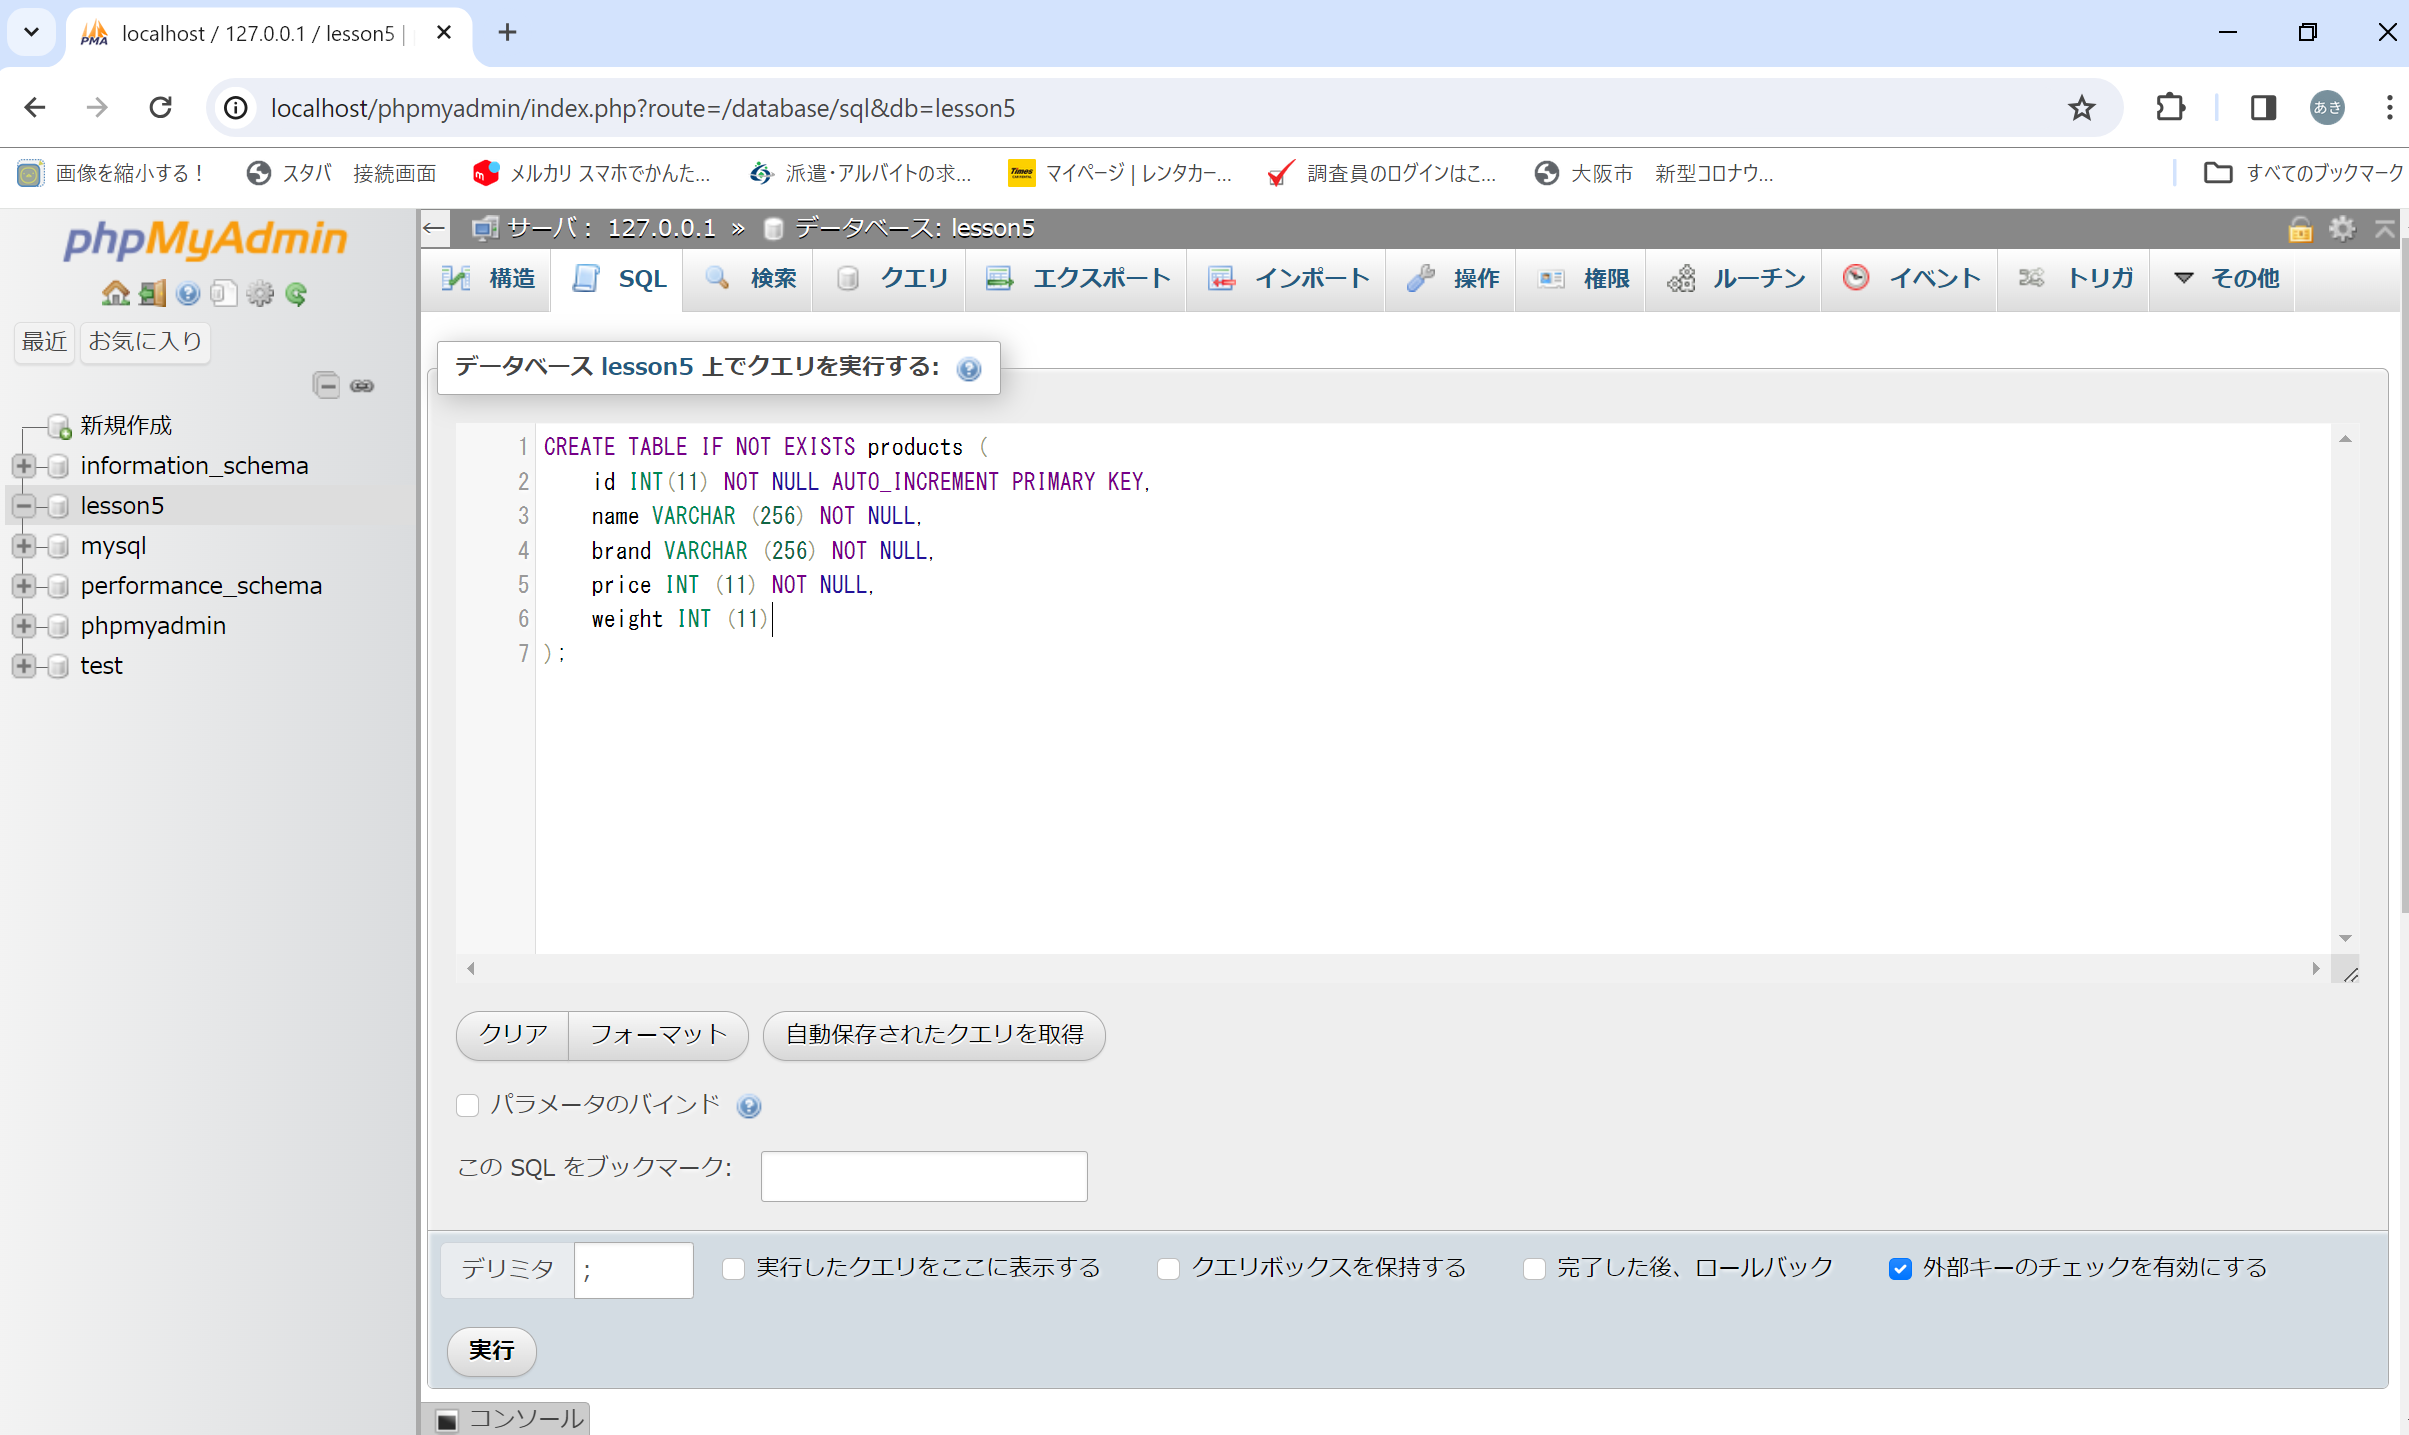 localhost / 127.0.0.1 / lesson5 |
localhost/phpmyadmin/index.php?route=/database/sql&db=lesson5
あき
画像を縮小する!
スタバ 接続画面
メルカリ スマホでかんた...
派遣・アルバイトの求...
マイページ | レンタカー...
調査員のログインはこ...
大阪市 新型コロナウ...
すべてのブックマーク
phpMyAdmin
最近 お気に入り
新規作成
information_schema
lesson5
mysql
performance_schema
phpmyadmin
test
サーバ: 127.0.0.1 » データベース: lesson5
構造 SQL 検索 クエリ エクスポート インポート 操作 権限 ルーチン イベント トリガ その他
データベース lesson5 上でクエリを実行する:
1 CREATE TABLE IF NOT EXISTS products (
2 id INT(11) NOT NULL AUTO_INCREMENT PRIMARY KEY,
3 name VARCHAR (256) NOT NULL,
4 brand VARCHAR (256) NOT NULL,
5 price INT (11) NOT NULL,
6 weight INT (11)
7 );
クリア フォーマット 自動保存されたクエリを取得
パラメータのバインド
この SQL をブックマーク:
デリミタ ; 実行したクエリをここに表示する クエリボックスを保持する 完了した後、ロールバック 外部キーのチェックを有効にする
実行
コンソール